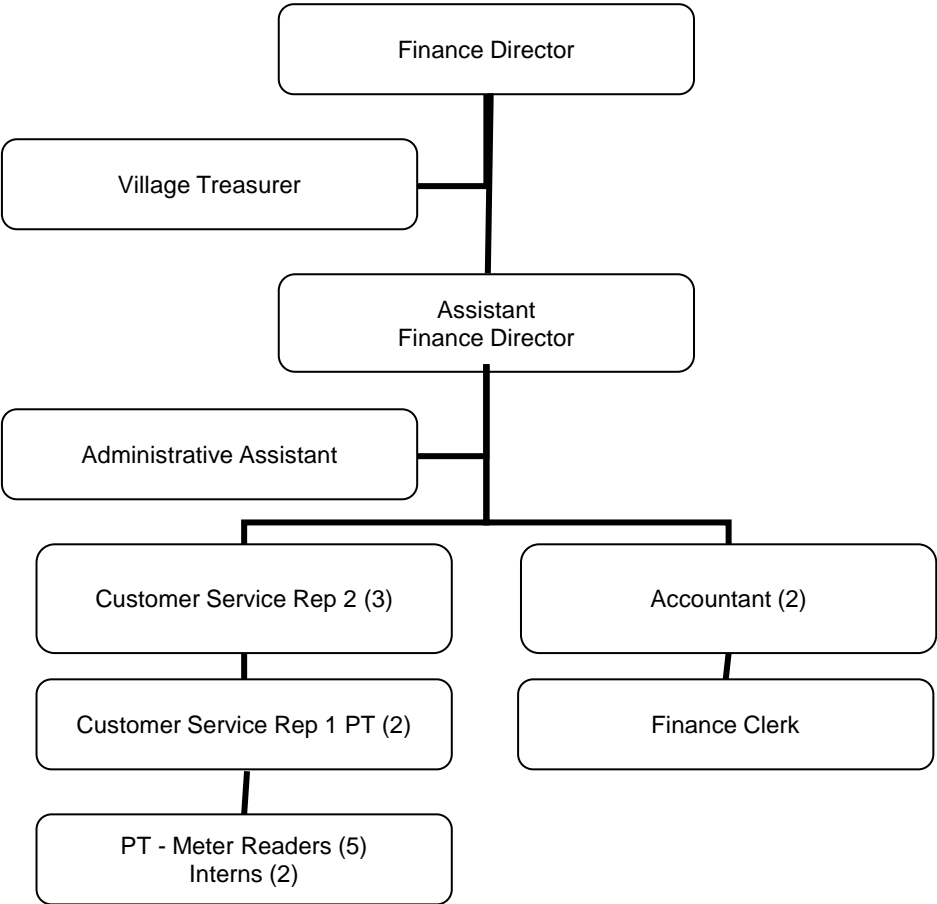 Finance Director
Village Treasurer
Assistant
Finance Director
Administrative Assistant
Customer Service Rep 2 (3)
Accountant (2)
Customer Service Rep 1 PT (2)
Finance Clerk
PT - Meter Readers (5)
Interns (2)